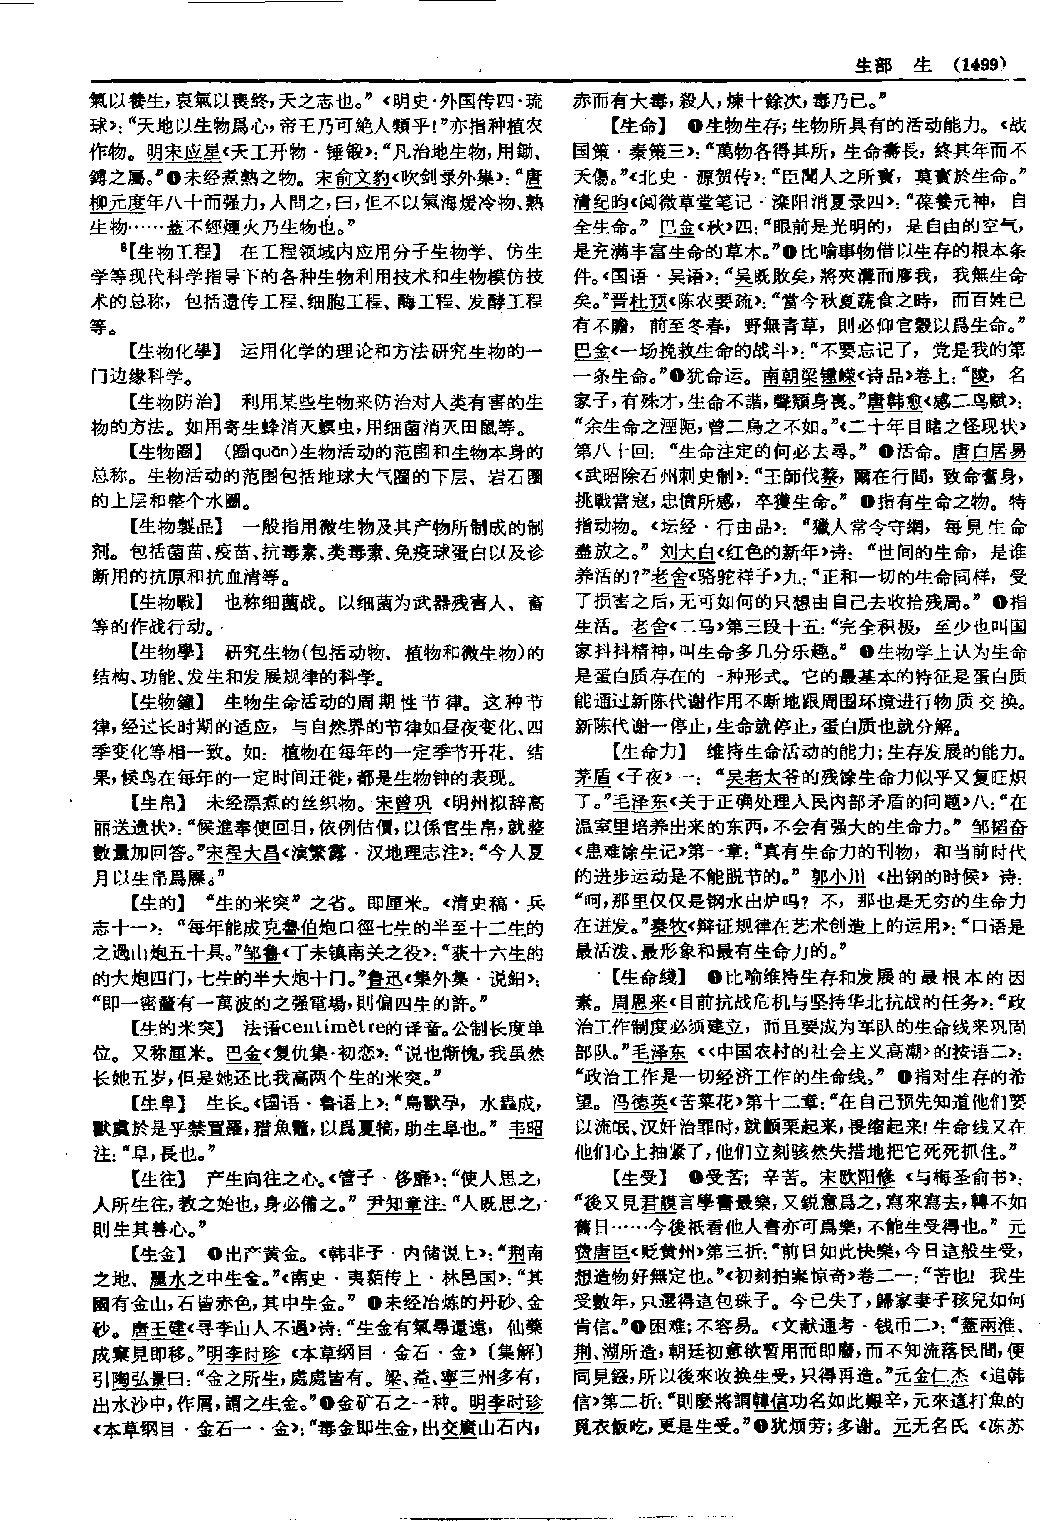 生部　生　(1499)
氣以養生，哀氣以喪終，天之志也。”《明史·外国传四·琉
球》：“天地以生物爲心，帝王乃可絶人類乎！”亦指种植农
作物。明宋应星《天工开物·锤锻》：“凡治地生物，用鋤、
鎛之屬。”❶未经煮熟之物。宋俞文豹《吹剑录外集》：“唐
柳元度年八十而强力，人問之，曰，但不以氣海煖冷物、熟
生物……蓋不經煙火乃生物也。”
⁸【生物工程】　在工程领域内应用分子生物学、仿生
学等现代科学指导下的各种生物利用技术和生物模仿技
术的总称，包括遗传工程、细胞工程、酶工程、发酵工程
等。
【生物化學】　运用化学的理论和方法研究生物的一
门边缘科学。
【生物防治】　利用某些生物来防治对人类有害的生
物的方法。如用寄生蜂消灭螟虫，用细菌消灭田鼠等。
【生物圈】　(圈quān)生物活动的范围和生物本身的
总称。生物活动的范围包括地球大气圈的下层、岩石圈
的上层和整个水圈。
【生物製品】　一般指用微生物及其产物所制成的制
剂。包括菌苗、疫苗、抗毒素、类毒素、免疫球蛋白以及诊
断用的抗原和抗血清等。
【生物戰】　也称细菌战。以细菌为武器残害人、畜
等的作战行动。
【生物學】　研究生物(包括动物、植物和微生物)的
结构、功能、发生和发展规律的科学。
【生物鐘】　生物生命活动的周期性节律。这种节
律，经过长时期的适应，与自然界的节律如昼夜变化、四
季变化等相一致。如：植物在每年的一定季节开花、结
果，候鸟在每年的一定时间迁徙，都是生物钟的表现。
【生帛】　未经漂煮的丝织物。宋曾巩《明州拟辞高
丽送遗状》：“候進奉使回日，依例估價，以係官生帛，就整
數量加回答。”宋程大昌《演繁露·汉地理志注》：“今人夏
月以生帛爲屧。”
【生的】　“生的米突”之省。即厘米。《清史稿·兵
志十一》：“每年能成克魯伯炮口徑七生的半至十二生的
之過山炮五十具。”邹鲁《丁未镇南关之役》：“获十六生的
的大炮四门，七生的半大炮十门。”鲁迅《集外集·说鈤》：
“即一密釐有一萬波的之强電場，則偏四生的許。”
【生的米突】　法语centimètre的译音。公制长度单
位。又称厘米。巴金《复仇集·初恋》：“说也惭愧，我虽然
长她五岁，但是她还比我高两个生的米突。”
【生阜】　生长。《国语·鲁语上》：“鳥獸孕，水蟲成，
獸虞於是乎禁罝羅，矠魚鼈，以爲夏犒，助生阜也。”韦昭
注：“阜，長也。”
【生往】　产生向往之心。《管子·侈靡》：“使人思之，
人所生往，教之始也，身必備之。”尹知章注：“人既思之，
則生其善心。”
【生金】　❶出产黄金。《韩非子·内储说上》：“荆南
之地、麗水之中生金。”《南史·夷貊传上·林邑国》：“其
國有金山，石皆赤色，其中生金。”❷未经冶炼的丹砂、金
砂。唐王建《寻李山人不遇》诗：“生金有氣尋還遠，仙藥
成窠見即移。”明李时珍《本草纲目·金石·金》〔集解〕
引陶弘景曰：“金之所生，處處皆有。梁、益、寧三州多有，
出水沙中，作屑，謂之生金。”❸金矿石之一种。明李时珍
《本草纲目·金石一·金》：“毒金即生金，出交廣山石内，
赤而有大毒，殺人，煉十餘次，毒乃已。”
【生命】　❶生物生存；生物所具有的活动能力。《战
国策·秦策三》：“萬物各得其所，生命壽長，終其年而不
夭傷。”《北史·源贺传》：“臣聞人之所寳，莫寳於生命。”
清纪昀《阅微草堂笔记·滦阳消夏录四》：“葆養元神，自
全生命。”巴金《秋》四：“眼前是光明的，是自由的空气，
是充满丰富生命的草木。”❷比喻事物借以生存的根本条
件。《国语·吴语》：“吴既敗矣，將夾溝而㢋我，我無生命
矣。”晋杜预《陈农要疏》：“當今秋夏蔬食之時，而百姓已
有不贍，前至冬春，野無青草，則必仰官穀以爲生命。”
巴金《一场挽救生命的战斗》：“不要忘记了，党是我的第
一条生命。”❸犹命运。南朝梁锺嵘《诗品》卷上：“陵，名
家子，有殊才，生命不諧，聲頽身喪。”唐韩愈《感二鸟赋》：
“余生命之湮阨，曾二鳥之不如。”《二十年目睹之怪现状》
第八十回：“生命注定的何必去尋。”❹活命。唐白居易
《武昭除石州刺史制》：“王師伐蔡，爾在行間，致命奮身，
挑戰當寇，忠憤所感，卒獲生命。”❺指有生命之物。特
指动物。《坛经·行由品》：“獵人常令守網，每見生命
盡放之。”刘大白《红色的新年》诗：“世间的生命，是谁
养活的？”老舍《骆驼祥子》九：“正和一切的生命同样，受
了损害之后，无可如何的只想由自己去收拾残局。”❻指
生活。老舍《二马》第三段十五：“完全积极，至少也叫国
家抖抖精神，叫生命多几分乐趣。”❼生物学上认为生命
是蛋白质存在的一种形式。它的最基本的特征是蛋白质
能通过新陈代谢作用不断地跟周围环境进行物质交换。
新陈代谢一停止，生命就停止，蛋白质也就分解。
【生命力】　维持生命活动的能力；生存发展的能力。
茅盾《子夜》一：“吴老太爷的残馀生命力似乎又复旺炽
了。”毛泽东《关于正确处理人民内部矛盾的问题》八：“在
温室里培养出来的东西，不会有强大的生命力。”邹韬奋
《患难馀生记》第一章：“真有生命力的刊物，和当前时代
的进步运动是不能脱节的。”郭小川《出钢的时候》诗：
“呵，那里仅仅是钢水出炉吗？不，那也是无穷的生命力
在迸发。”秦牧《辩证规律在艺术创造上的运用》：“口语是
最活泼、最形象和最有生命力的。”
【生命綫】　❶比喻维持生存和发展的最根本的因
素。周恩来《目前抗战危机与坚持华北抗战的任务》：“政
治工作制度必须建立，而且要成为军队的生命线来巩固
部队。”毛泽东《〈中国农村的社会主义高潮〉的按语二》：
“政治工作是一切经济工作的生命线。”❷指对生存的希
望。冯德英《苦菜花》第十二章：“在自己预先知道他们要
以流氓、汉奸治罪时，就颤栗起来，畏缩起来！生命线又在
他们心上抽紧了，他们立刻骇然失措地把它死死抓住。”
【生受】　❶受苦；辛苦。宋欧阳修《与梅圣俞书》：
“後又見君謨言學書最樂，又鋭意爲之，寫來寫去，轉不如
舊日……今後祇看他人書亦可爲樂，不能生受得也。”元
费唐臣《贬黄州》第三折：“前日如此快樂，今日這般生受，
想造物好無定也。”《初刻拍案惊奇》卷二一：“苦也！我生
受數年，只選得這包珠子。今已失了，歸家妻子孩兒如何
肯信。”❷困难；不容易。《文献通考·钱币二》：“蓋兩淮、
荆、湖所造，朝廷初意欲暫用而即廢，而不知流落民間，便
同見鏹，所以後來收换生受，只得再造。”元金仁杰《追韩
信》第二折：“則麽將謂韓信功名如此艱辛，元來這打魚的
覓衣飯吃，更是生受。”❸犹烦劳；多谢。元无名氏《冻苏